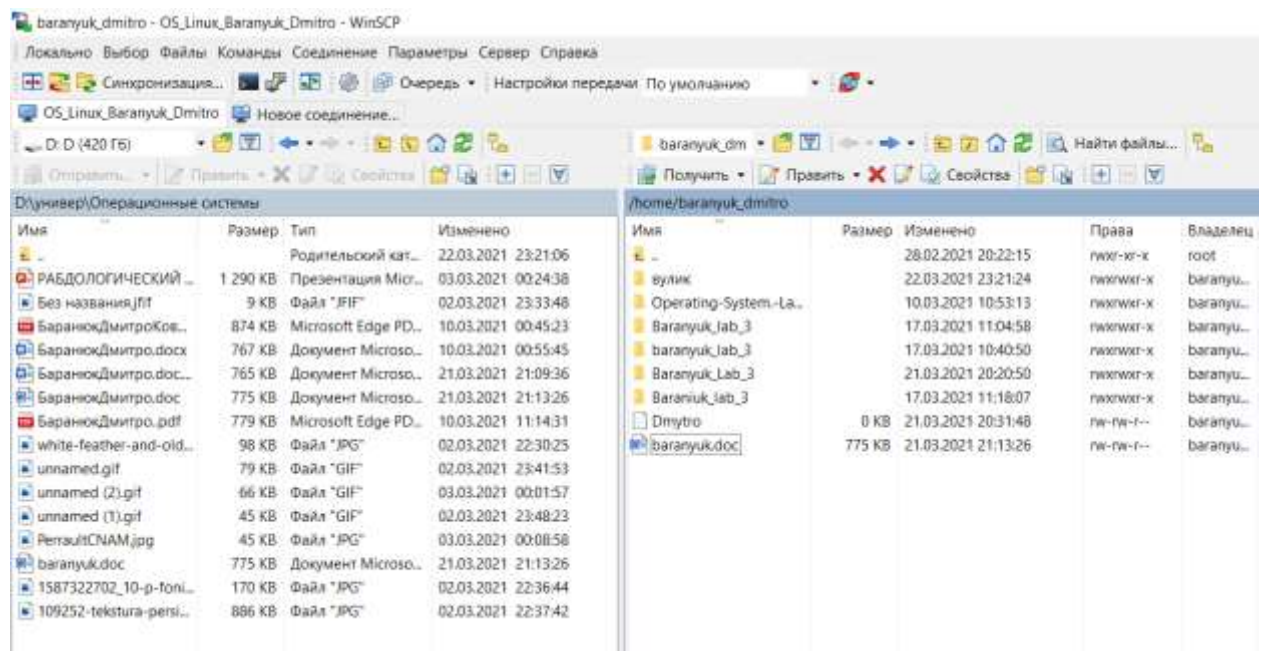 baranyuk_dmitro - OS_Linux_Baranyuk_Dmitro - WinSCP
Локально Выбор Файлы Команды Соединение Параметры Сервер Справка
Синхронизация... Очередь Настройки передачи По умолчанию
OS_Linux_Baranyuk_Dmitro Новое соединение...
D: D (420 Гб) baranyuk_dm Найти файлы...
Отправить... Править Свойства Получить Править Свойства
D:\универ\Операционные системы /home/baranyuk_dmitro
Имя Размер Тип Изменено Имя Размер Изменено Права Владелец
.. Родительский кат... 22.03.2021 23:21:06 .. 28.02.2021 20:22:15 rwxr-xr-x root
РАБДОЛОГИЧЕСКИЙ ... 1 290 KB Презентация Micr... 03.03.2021 00:24:38 вулик 22.03.2021 23:21:24 rwxrwxr-x baranyu...
Без названия.jfif 9 KB Файл "JFIF" 02.03.2021 23:33:48 Operating-System.-La... 10.03.2021 10:53:13 rwxrwxr-x baranyu...
БаранюкДмитроКов... 874 KB Microsoft Edge PD... 10.03.2021 00:45:23 Baranyuk_lab_3 17.03.2021 11:04:58 rwxrwxr-x baranyu...
БаранюкДмитро.docx 767 KB Документ Microso... 10.03.2021 00:55:45 baranyuk_lab_3 17.03.2021 10:40:50 rwxrwxr-x baranyu...
БаранюкДмитро.doc... 765 KB Документ Microso... 21.03.2021 21:09:36 Baranyuk_Lab_3 21.03.2021 20:20:50 rwxrwxr-x baranyu...
БаранюкДмитро.doc 775 KB Документ Microso... 21.03.2021 21:13:26 Baraniuk_lab_3 17.03.2021 11:18:07 rwxrwxr-x baranyu...
БаранюкДмитро..pdf 779 KB Microsoft Edge PD... 10.03.2021 11:14:31 Dmytro 0 KB 21.03.2021 20:31:48 rw-rw-r-- baranyu...
white-feather-and-old... 98 KB Файл "JPG" 02.03.2021 22:30:25 baranyuk.doc 775 KB 21.03.2021 21:13:26 rw-rw-r-- baranyu...
unnamed.gif 79 KB Файл "GIF" 02.03.2021 23:41:53
unnamed (2).gif 66 KB Файл "GIF" 03.03.2021 00:01:57
unnamed (1).gif 45 KB Файл "GIF" 02.03.2021 23:48:23
PerraultCNAM.jpg 45 KB Файл "JPG" 03.03.2021 00:08:58
baranyuk.doc 775 KB Документ Microso... 21.03.2021 21:13:26
1587322702_10-p-foni... 170 KB Файл "JPG" 02.03.2021 22:36:44
109252-tekstura-persi... 886 KB Файл "JPG" 02.03.2021 22:37:42